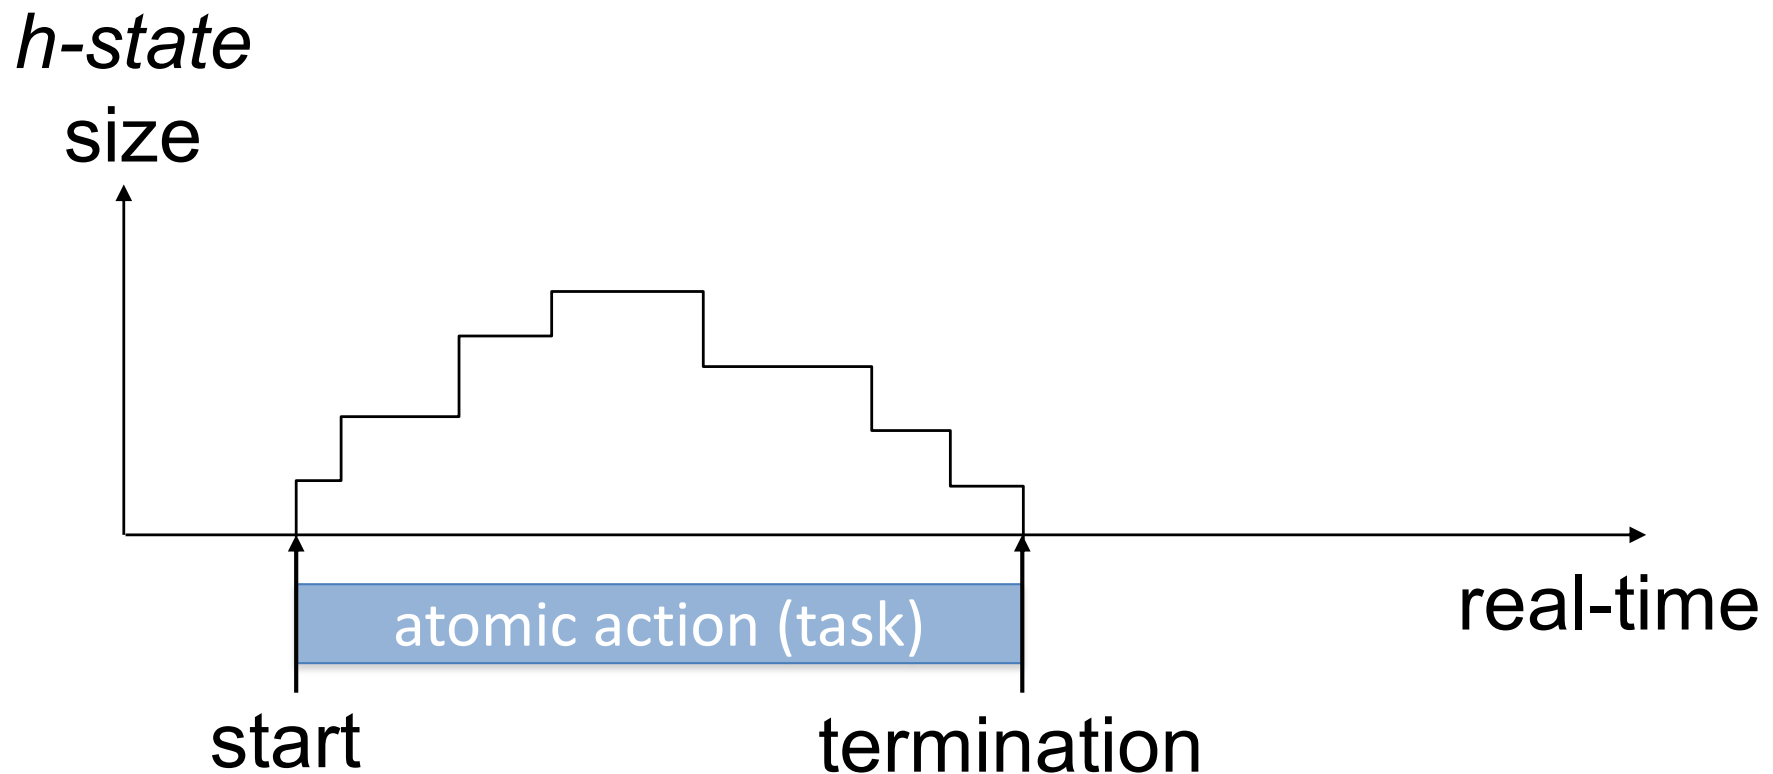 h-state
size
real-time
atomic action (task)
start
termination